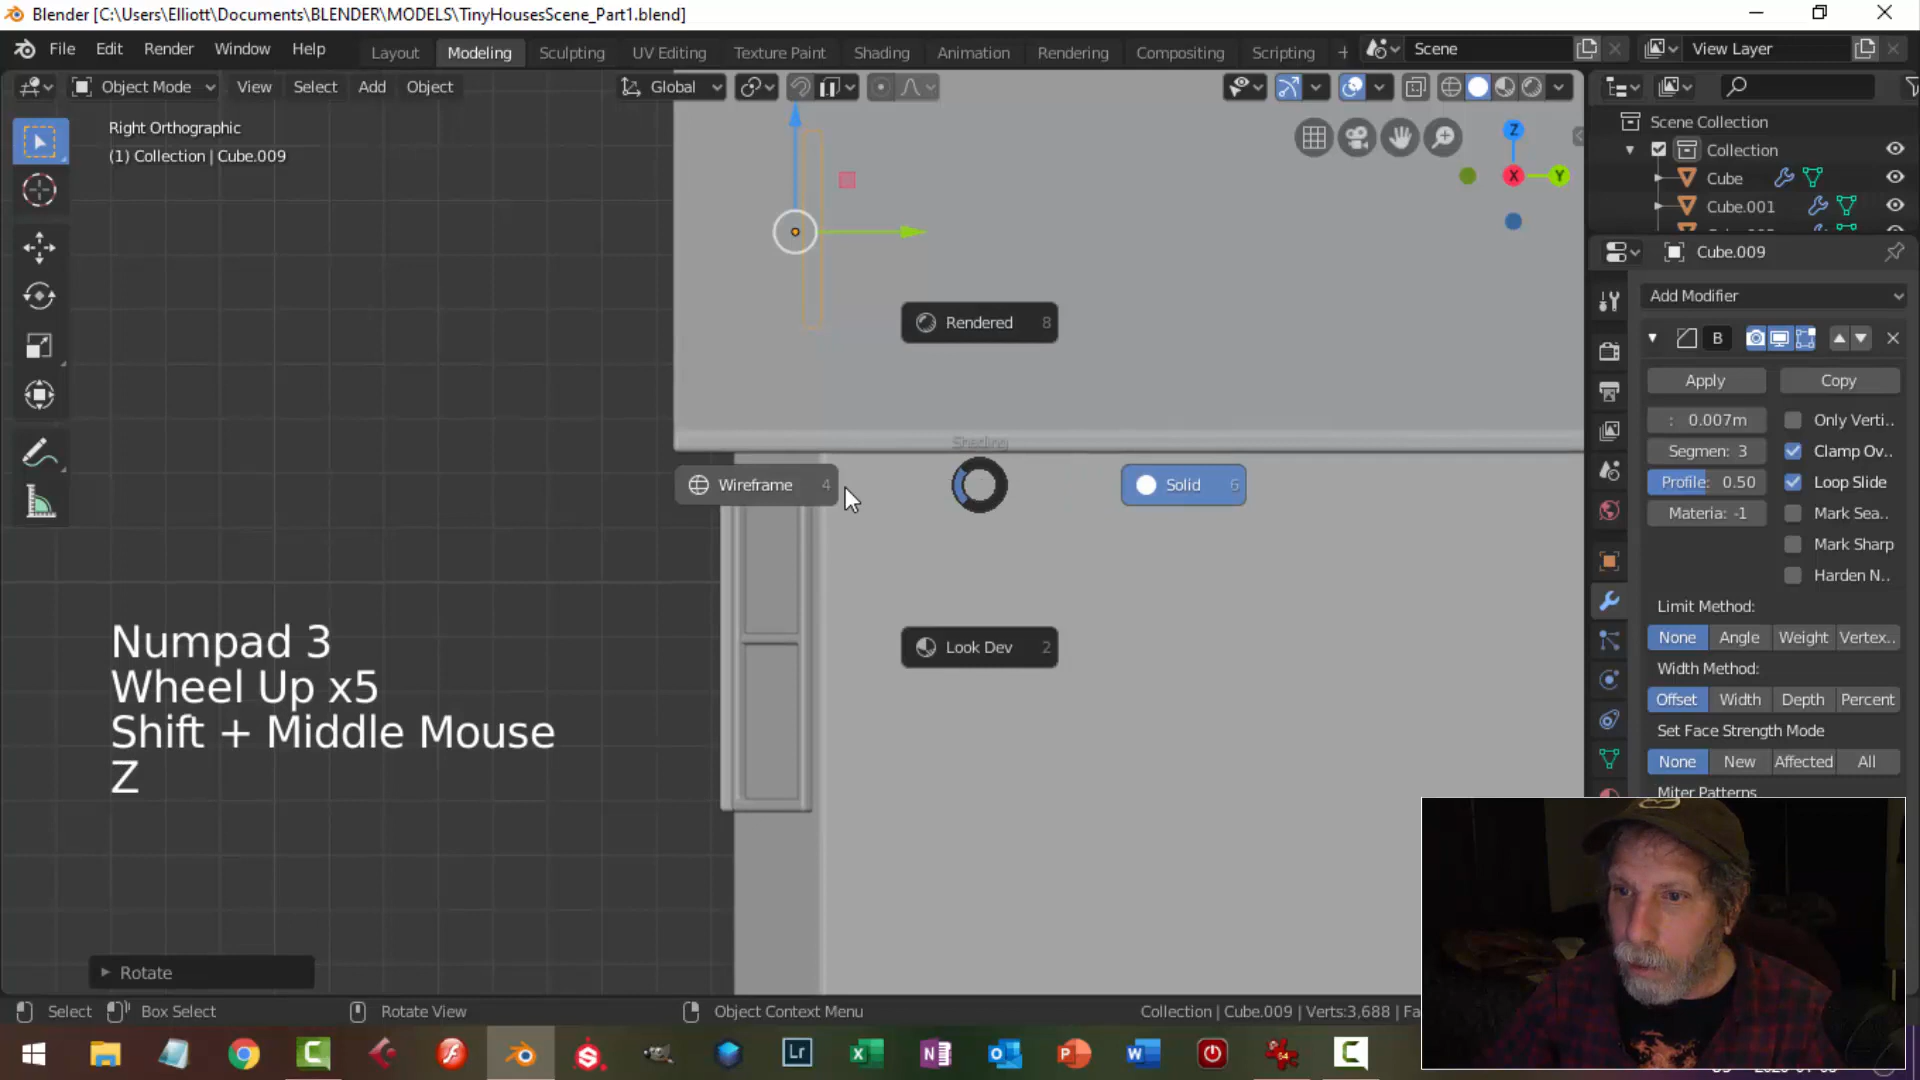 Blender [C:\Users\Elliott\Documents\BLENDER\MODELS\TinyHousesScene_Part1.blend]
File Edit Render Window Help Layout Modeling Sculpting UV Editing Texture Paint Shading Animation Rendering Compositing Scripting + Scene View Layer
Object Mode View Select Add Object Global
Right Orthographic
(1) Collection | Cube.009
Scene Collection
Collection
Cube
Cube.001
Z
X Y
Cube.009
Add Modifier
B
Apply Copy
: 0.007m Only Verti..
Segmen: 3 Clamp Ov..
Profile: 0.50 Loop Slide
Materia: -1 Mark Sea..
Mark Sharp
Harden N..
Limit Method:
None Angle Weight Vertex..
Width Method:
Offset Width Depth Percent
Set Face Strength Mode
None New Affected All
Miter Patterns
Rendered 8
Shading
Wireframe 4
Solid 6
Look Dev 2
Numpad 3
Wheel Up x5
Shift + Middle Mouse
Z
Rotate
Select Box Select Rotate View Object Context Menu Collection | Cube.009 | Verts:3,688 | Fa
Lr